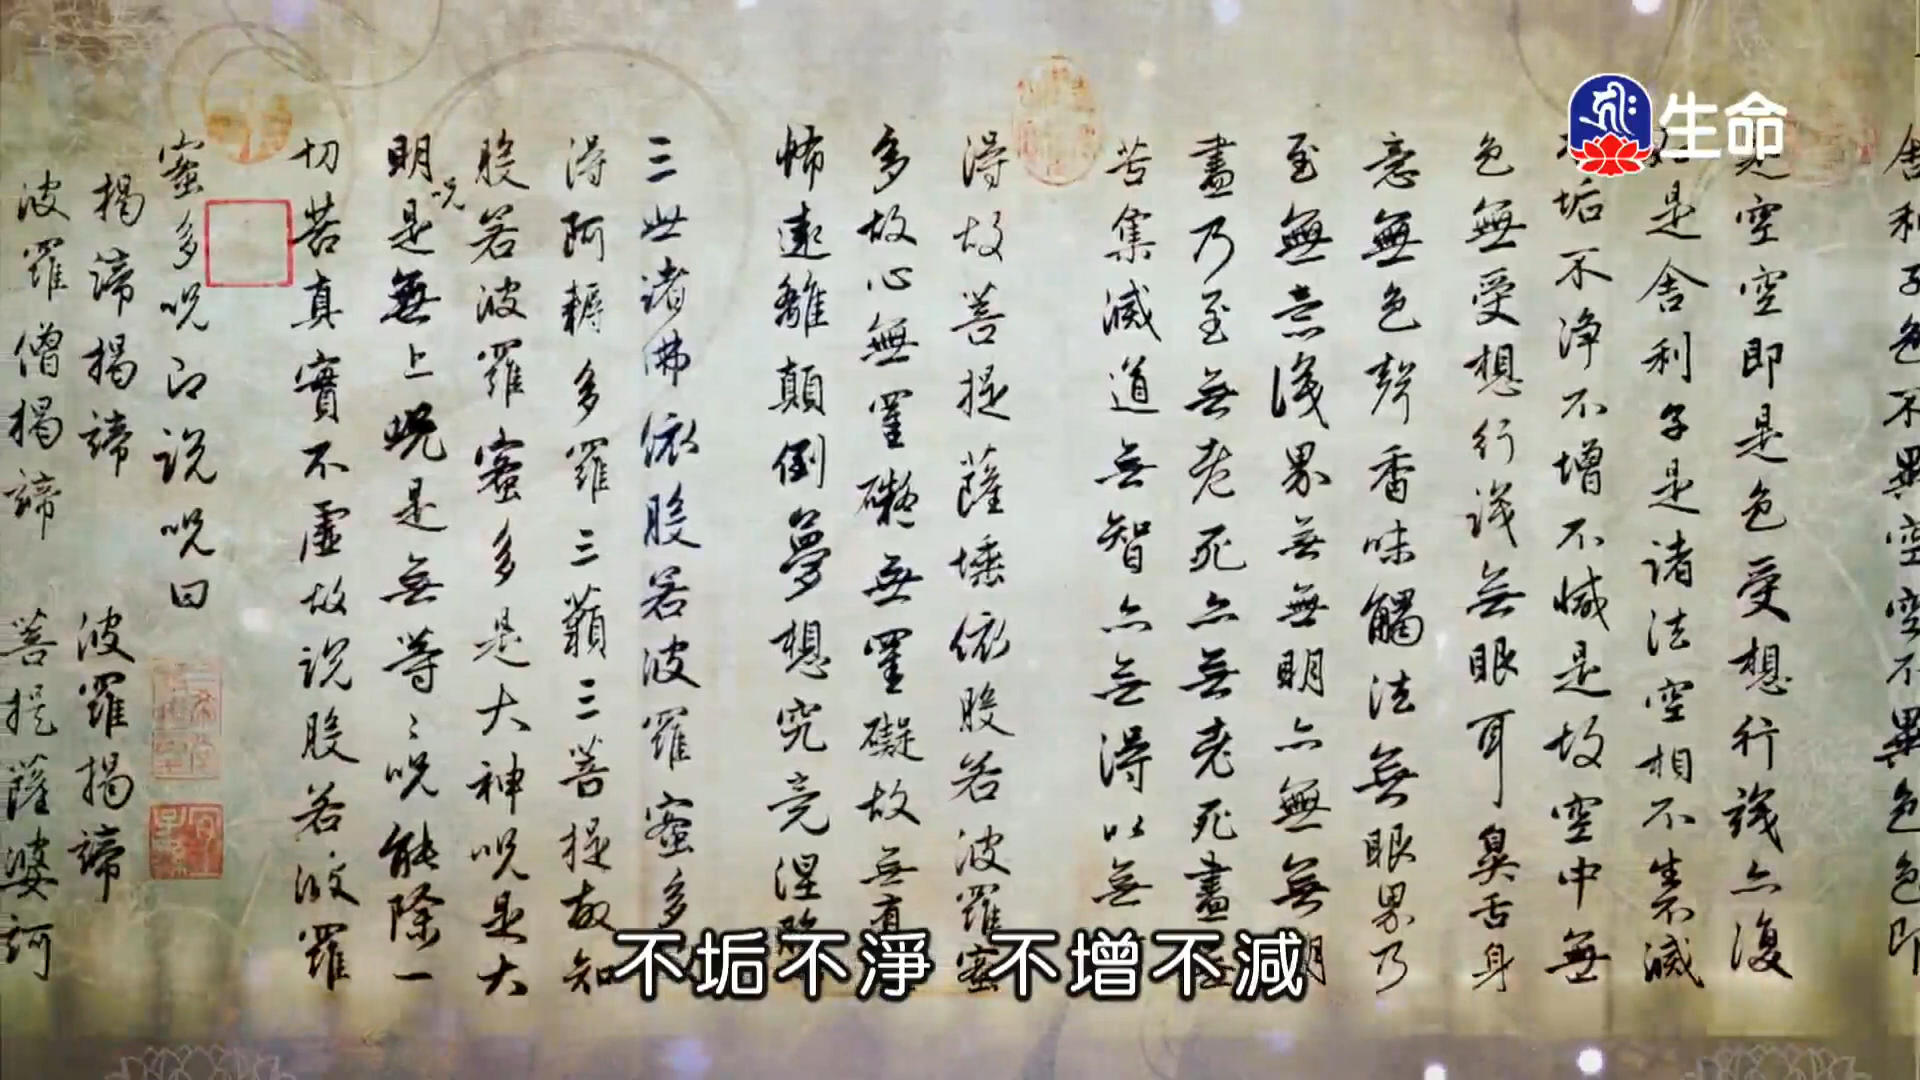 舍利子色不異空空不異色色即
是空空即是色受想行識亦復
如是舍利子是諸法空相不生不滅
不垢不淨不增不減是故空中無
色無受想行識無眼耳鼻舌身
意無色聲香味觸法無眼界乃
至無意識界無無明亦無無明
盡乃至無老死亦無老死盡
苦集滅道無智亦無得以無
得故菩提薩埵依般若波羅蜜
多故心無罣礙無罣礙故無有
怖遠離顛倒夢想究竟涅
三世諸佛依般若波羅蜜多
得阿耨多羅三藐三菩提故知
般若波羅蜜多是大神呪是大
明呪是無上呪是無等々呪能除一
切苦真實不虛故說般若波羅
蜜多呪即說呪曰
揭諦揭諦 波羅揭諦
波羅僧揭諦 菩提薩婆訶
生命
不垢不淨 不增不減